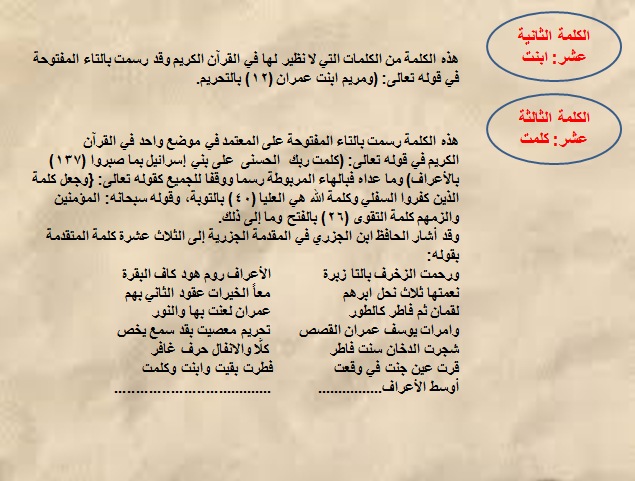 الكلمة الثانية
عشر: ابنت
هذه الكلمة من الكلمات التي لا نظير لها في القرآن الكريم وقد رسمت بالتاء المفتوحة
في قوله تعالى: (ومريم ابنت عمران (١٢) بالتحريم.
الكلمة الثالثة
عشر: كلمت
هذه الكلمة رسمت بالتاء المفتوحة على المعتمد في موضع واحد في القرآن
الكريم في قوله تعالى: (كلمت ربك الحسنى على بني إسرائيل بما صبروا (١٣٧)
بالأعراف) وما عداه فبالهاء المربوطة رسما ووقفا للجميع كقوله تعالى: {وجعل كلمة
الذين كفروا السفلي وكلمة الله هي العليا (٤٠) بالتوبة، وقوله سبحانه: المؤمنين
والزمهم كلمة التقوى (٢٦) بالفتح وما إلى ذلك.
وقد أشار الحافظ ابن الجزري في المقدمة الجزرية إلى الثلاث عشرة كلمة المتقدمة
بقوله:
ورحمت الزخرف بالتا زبرة الأعراف روم هود كاف البقرة
نعمتها ثلاث نحل ابرهم معاً الخيرات عقود الثاني بهم
لقمان ثم فاطر كالطور عمران لعنت بها والنور
وامرات يوسف عمران القصص تحريم معصيت بقد سمع يخص
شجرت الدخان سنت فاطر كلًا والانفال حرف غافر
قرت عين جنت في وقعت فطرت بقيت وابنت وكلمت
أوسط الأعراف............... ..............................